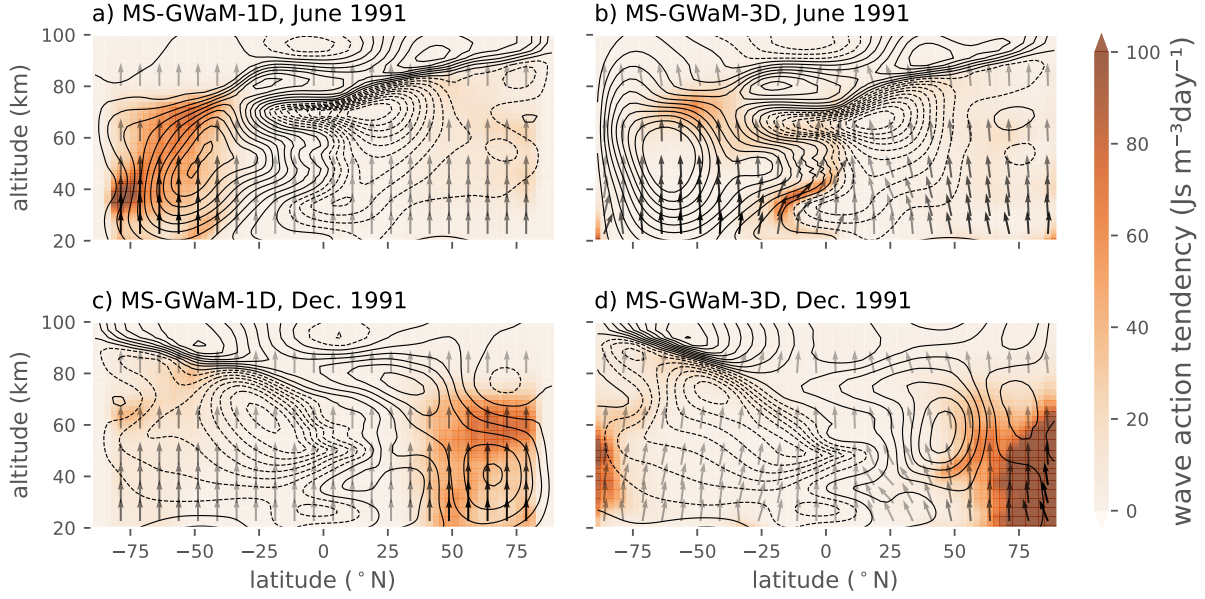 a) MS-GWaM-1D, June 1991
b) MS-GWaM-3D, June 1991
100
80
60
40
20
altitude (km)
c) MS-GWaM-1D, Dec. 1991
d) MS-GWaM-3D, Dec. 1991
100
80
60
40
20
altitude (km)
−75 −50 −25 0 25 50 75
−75 −50 −25 0 25 50 75
latitude (°N)
latitude (°N)
100
80
60
40
20
0
wave action tendency (Js m⁻³day⁻¹)